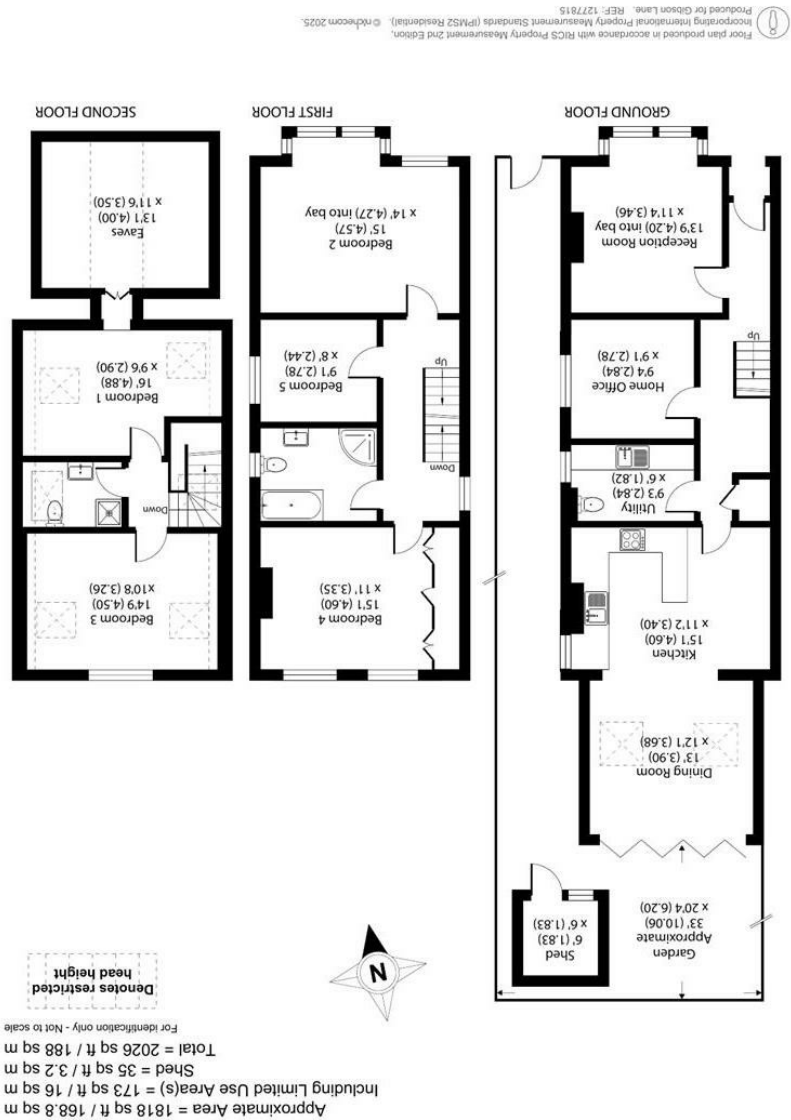 Approximate Area = 1818 sq ft / 168.8 sq m
Including Limited Use Area(s) = 173 sq ft / 16 sq m
Shed = 35 sq ft / 3.2 sq m
Total = 2026 sq ft / 188 sq m
For identification only - Not to scale
Denotes restricted
head height
N
Garden
Approximate
33' (10.06)
x 20'4 (6.20)
Shed
6' (1.83)
x 6' (1.83)
Dining Room
13' (3.90)
x 12'1 (3.68)
Kitchen
15'1 (4.60)
x 11'2 (3.40)
Utility
9'3 (2.84)
x 6' (1.82)
Home Office
9'4 (2.84)
x 9'1 (2.78)
Up
Reception Room
13'9 (4.20) into bay
x 11'4 (3.46)
GROUND FLOOR
Bedroom 4
15'1 (4.60)
x 11' (3.35)
Down
Up
Bedroom 5
9'1 (2.78)
x 8' (2.44)
Bedroom 2
15' (4.57)
x 14' (4.27) into bay
FIRST FLOOR
Bedroom 3
14'9 (4.50)
x 10'8 (3.26)
Down
Bedroom 1
16' (4.88)
x 9'6 (2.90)
Eaves
13'1 (4.00)
x 11'6 (3.50)
SECOND FLOOR
Floor plan produced in accordance with RICS Property Measurement 2nd Edition,
Incorporating International Property Measurement Standards (IPMS2 Residential). ©nichecom 2025.
Produced for Gibson Lane. REF: 1277815